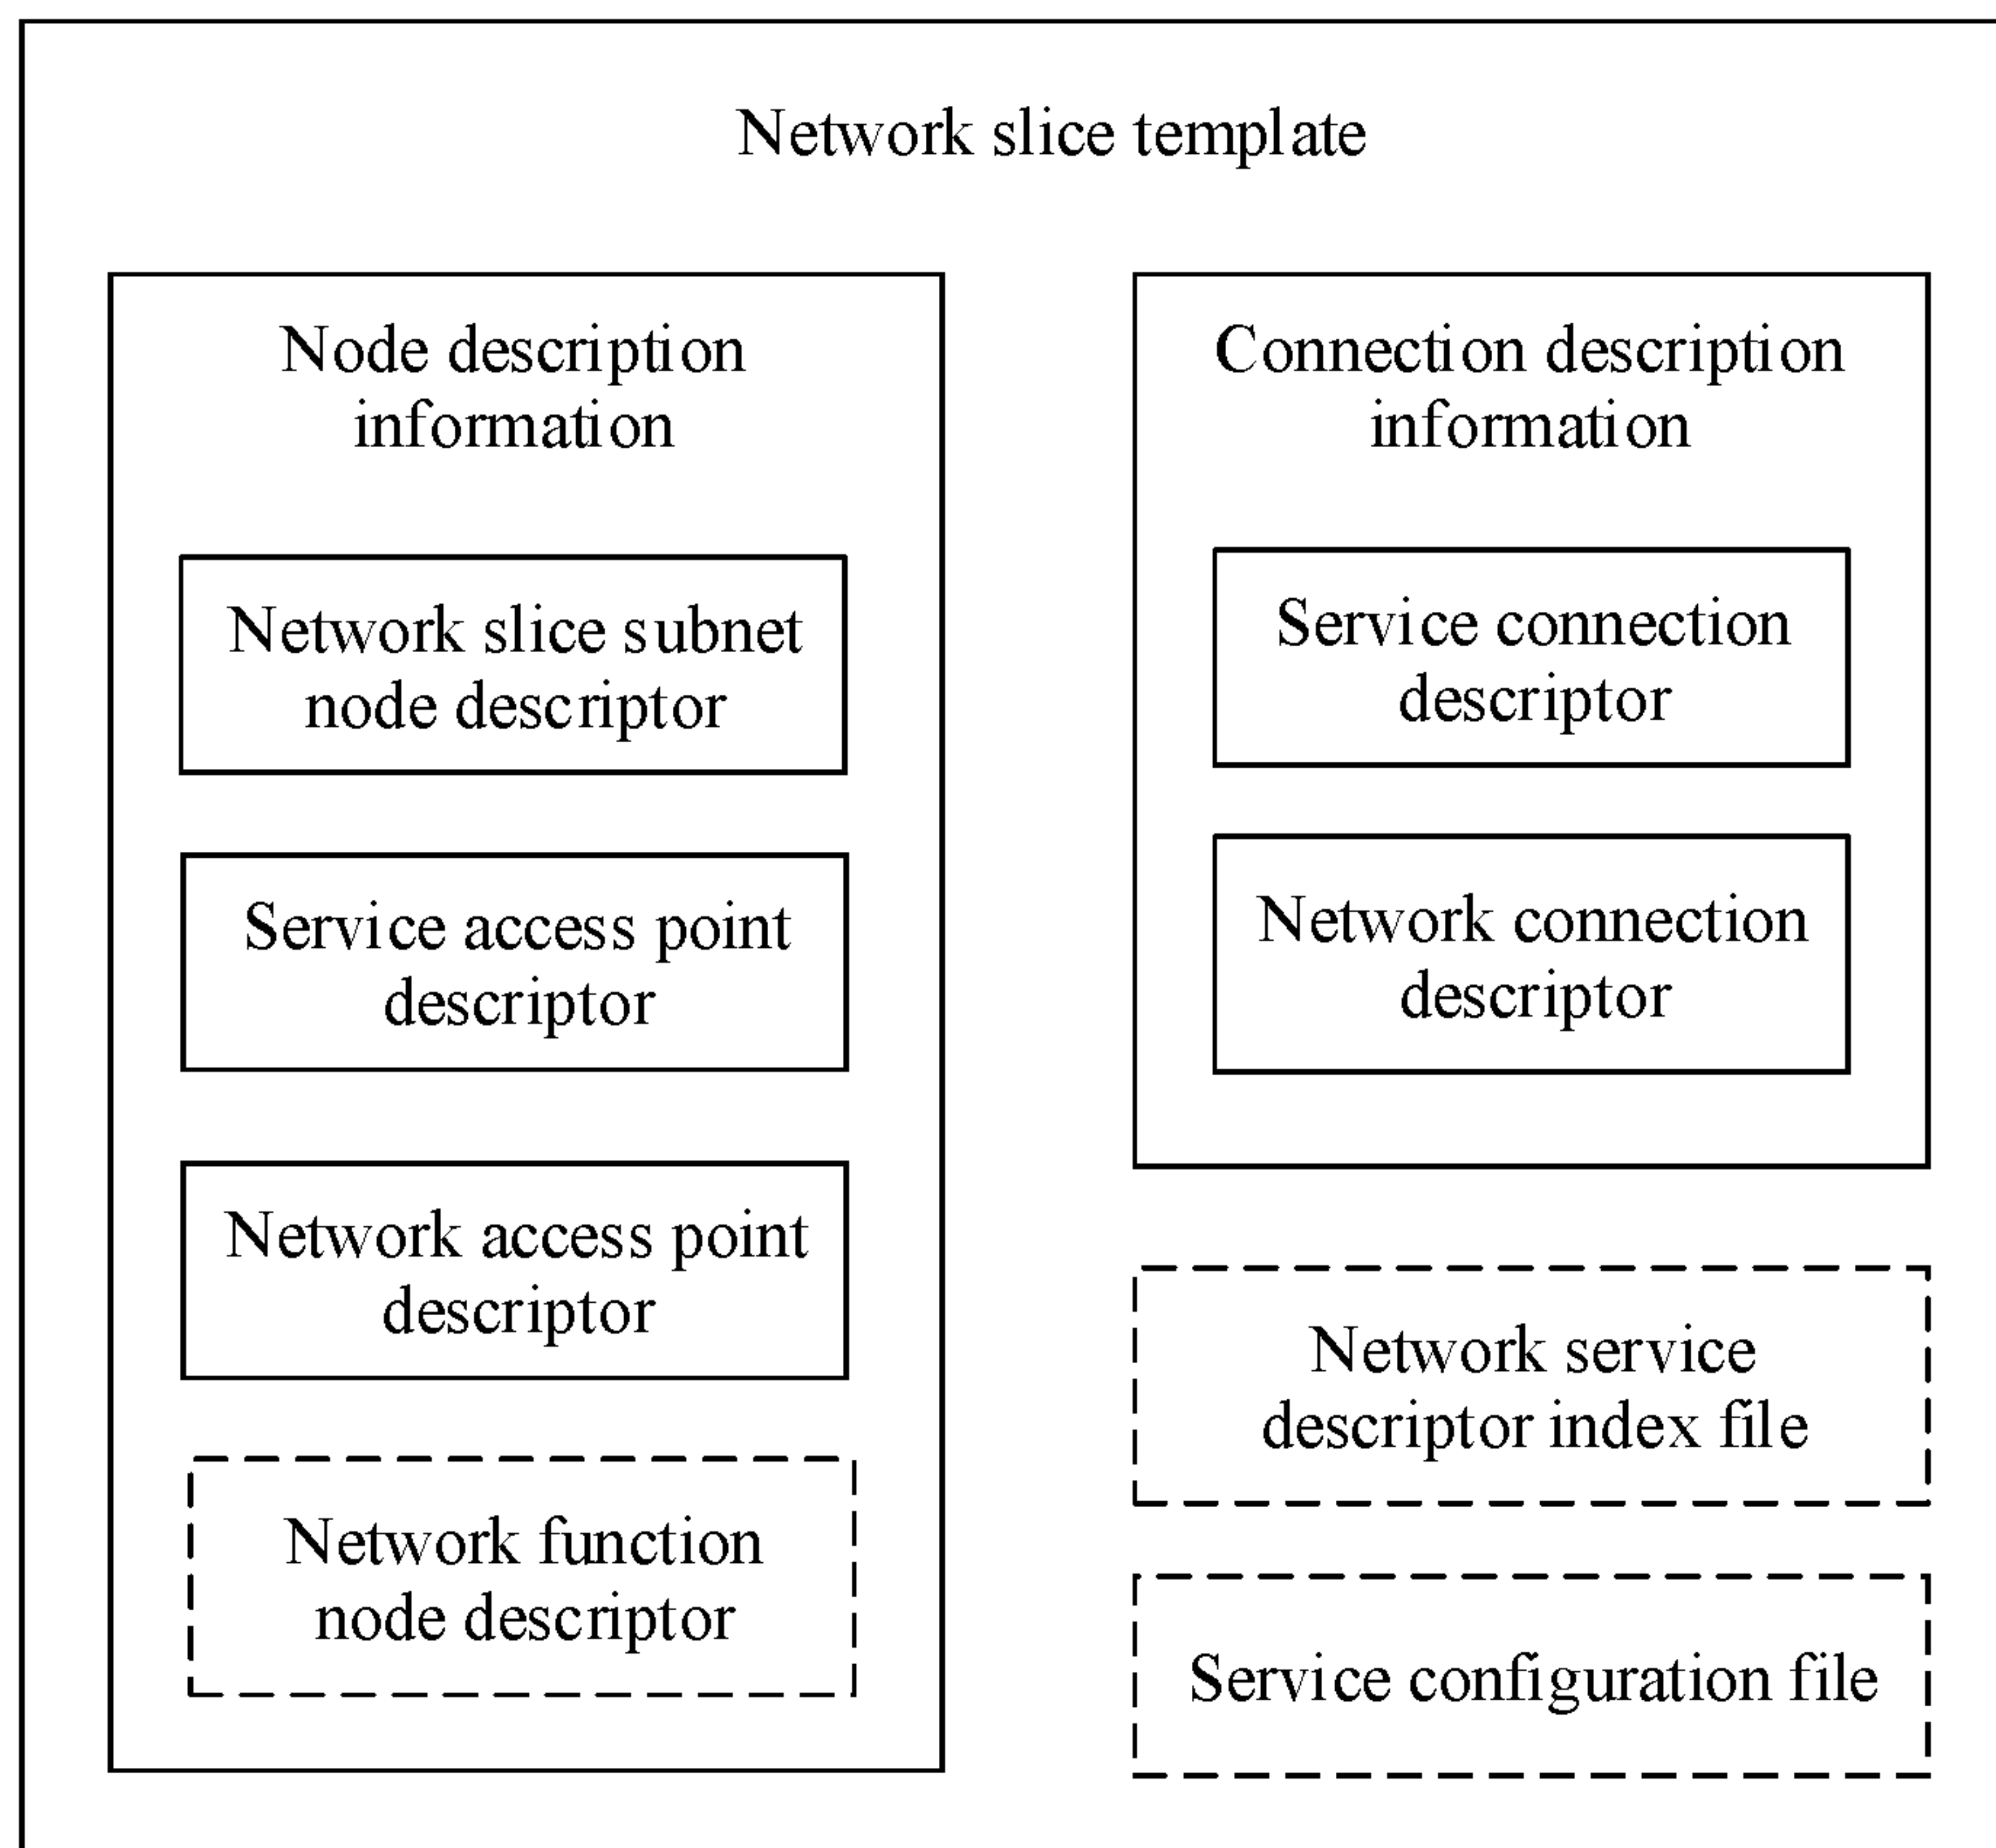 Network slice template
Node description
information
Network slice subnet
node descriptor
Service access point
descriptor
Network access point
descriptor
Network function
node descriptor
Connection description
information
Service connection
descriptor
Network connection
descriptor
Network service
descriptor index file
Service configuration file